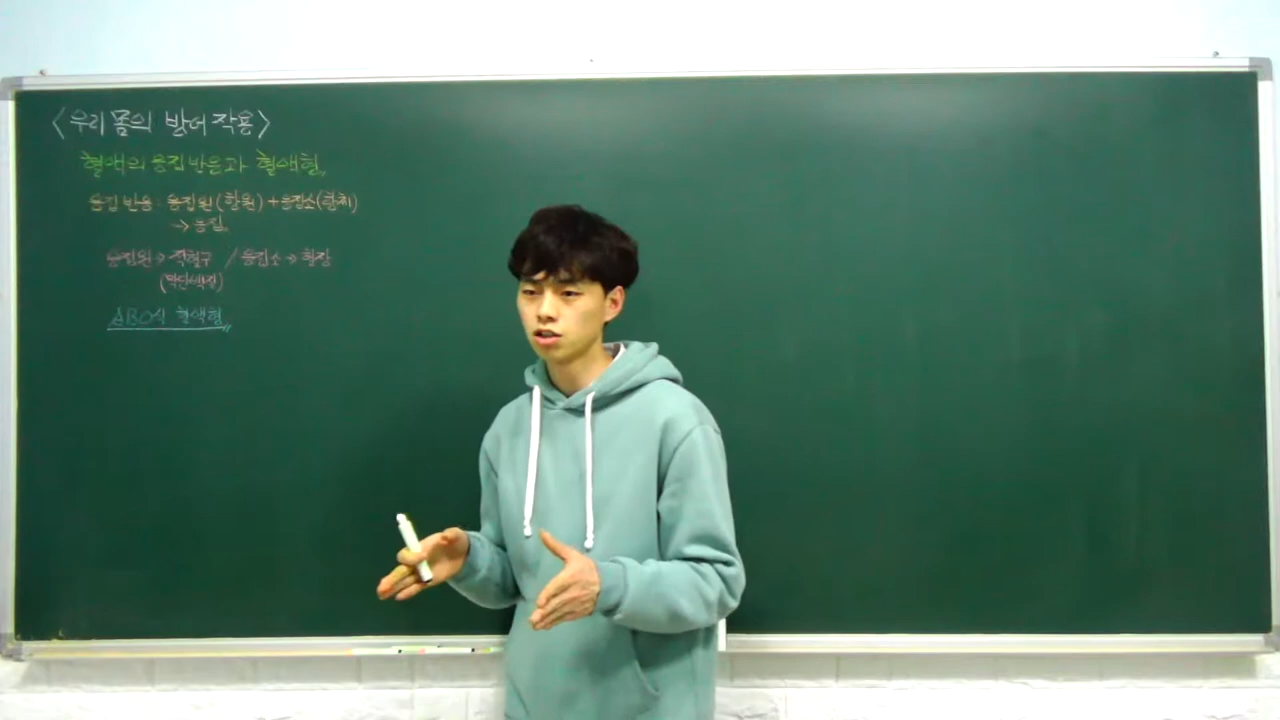 <우리 몸의 방어 작용>
혈액의 응집 반응과 혈액형
응집 반응 : 응집원(항원) + 응집소(항체)
→ 응집
응집원 → 적혈구 / 응집소 → 혈장
(막단백질)
ABO식 혈액형